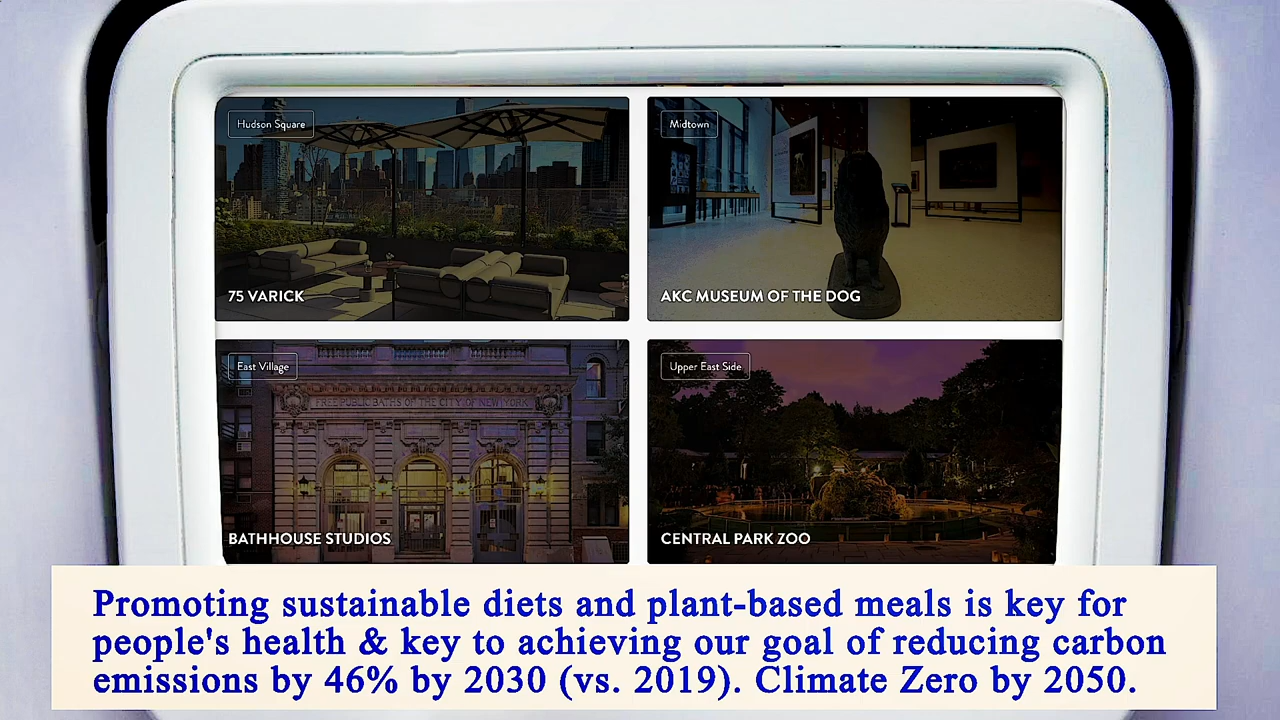 Hudson Square
75 VARICK
Midtown
AKC MUSEUM OF THE DOG
East Village
FREE PUBLIC BATHS OF THE CITY OF NEW YORK
BATHHOUSE STUDIOS
Upper East Side
CENTRAL PARK ZOO
Promoting sustainable diets and plant-based meals is key for
people's health & key to achieving our goal of reducing carbon
emissions by 46% by 2030 (vs. 2019). Climate Zero by 2050.